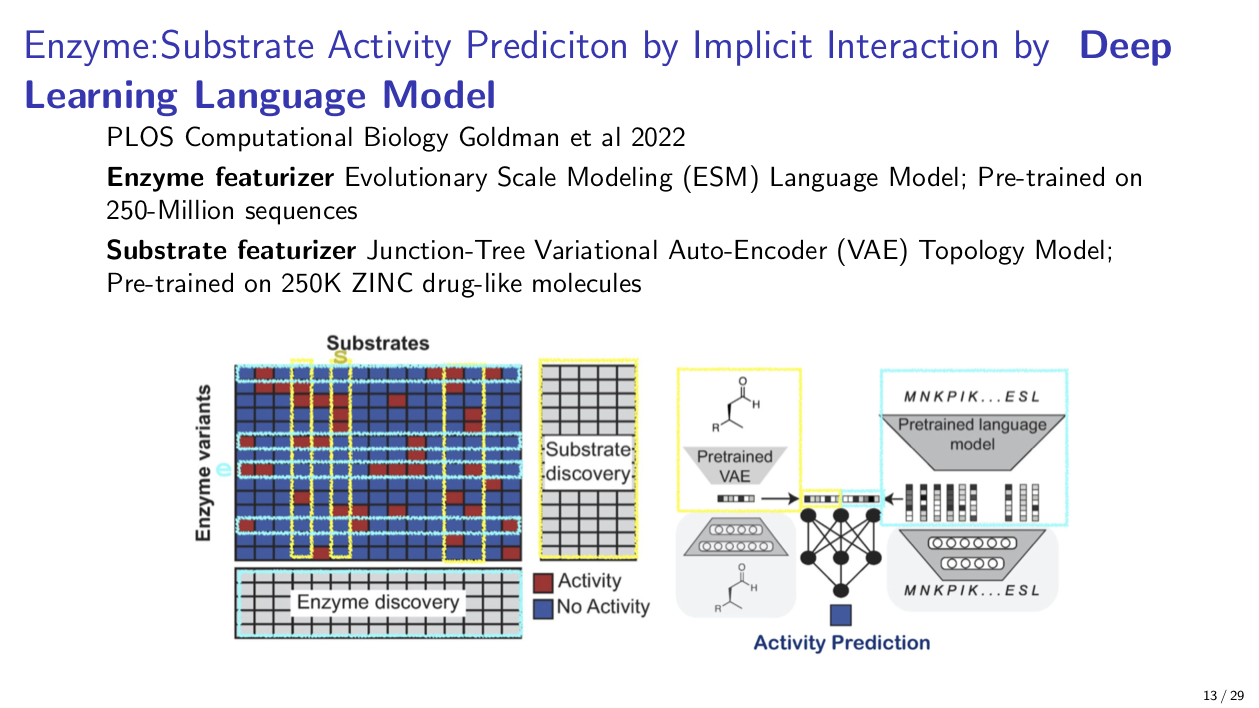 Enzyme:Substrate Activity Prediciton by Implicit Interaction by Deep
Learning Language Model
PLOS Computational Biology Goldman et al 2022
Enzyme featurizer Evolutionary Scale Modeling (ESM) Language Model; Pre-trained on
250-Million sequences
Substrate featurizer Junction-Tree Variational Auto-Encoder (VAE) Topology Model;
Pre-trained on 250K ZINC drug-like molecules
Substrates
s
Enzyme variants
e
Substrate
discovery
Enzyme discovery
Activity
No Activity
O
H
R
Pretrained
VAE
O
H
R
MNKPIK...ESL
Pretrained language
model
MNKPIK...ESL
Activity Prediction
13 / 29